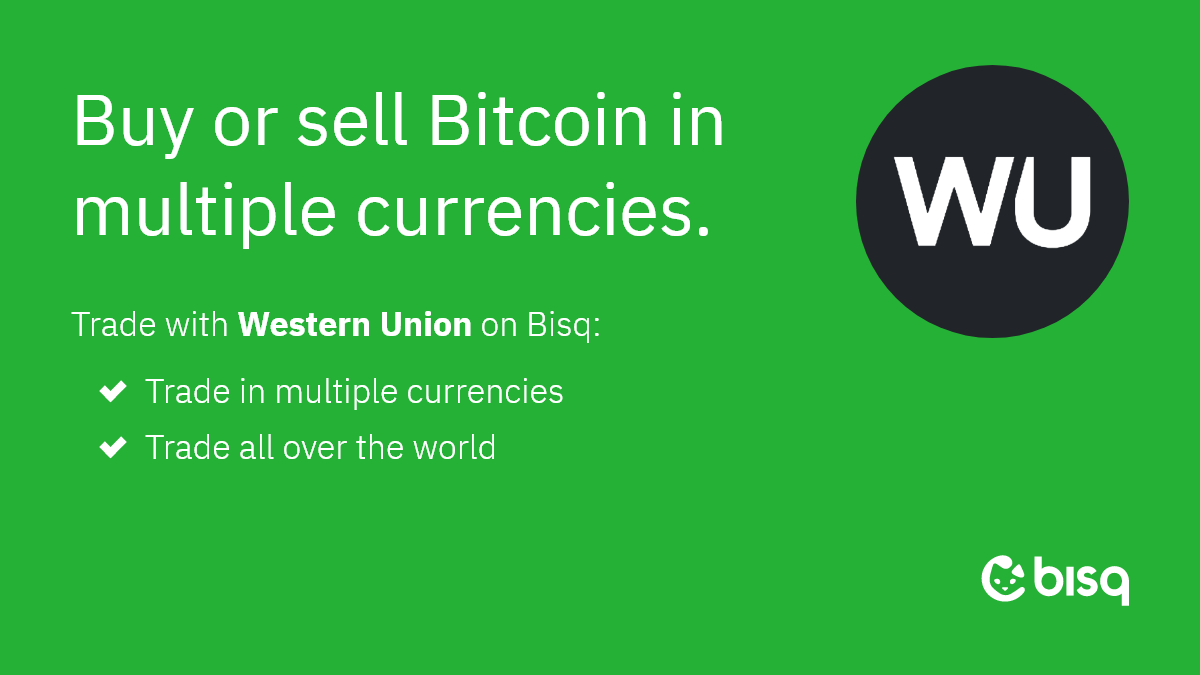 Buy or sell Bitcoin in
multiple currencies.
WU
Trade with Western Union on Bisq:
Trade in multiple currencies
Trade all over the world
bisq